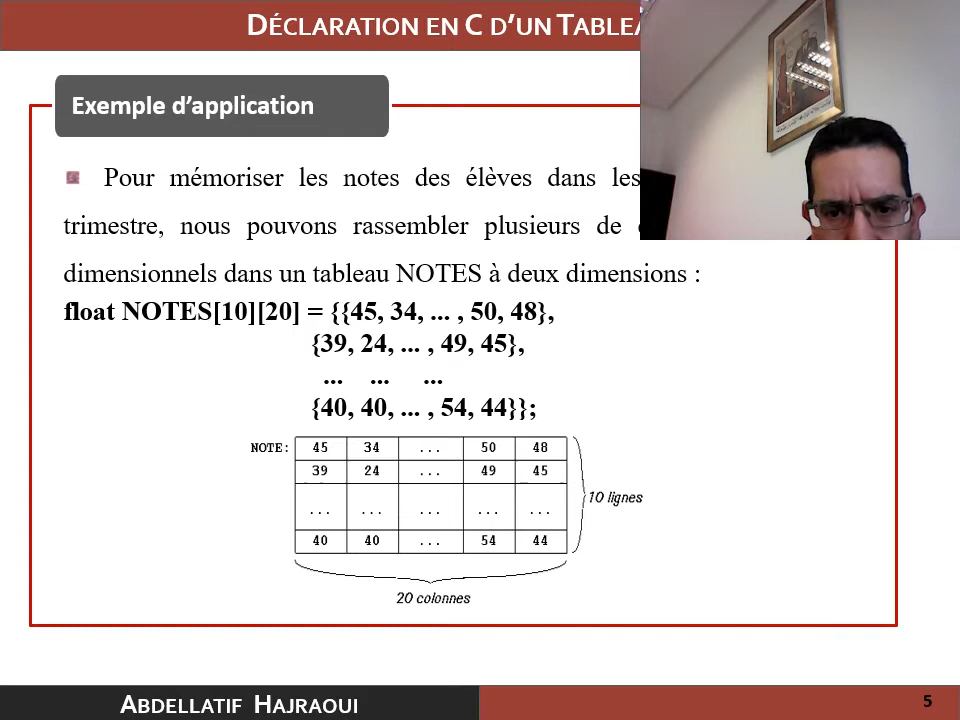 DÉCLARATION EN C D'UN
Exemple d'application
Pour mémoriser les notes des élèves dans les
trimestre, nous pouvons rassembler plusieurs de
dimensionnels dans un tableau NOTES à deux dimensions :
float NOTES[10][20] = {{45, 34, ... , 50, 48},
{39, 24, ... , 49, 45},
... ... ...
{40, 40, ... , 54, 44}};
NOTE: 45 34 ... 50 48
39 24 ... 49 45
... ... ... ... ...
40 40 ... 54 44
10 lignes
20 colonnes
ABDELLATIF HAJRAOUI
5